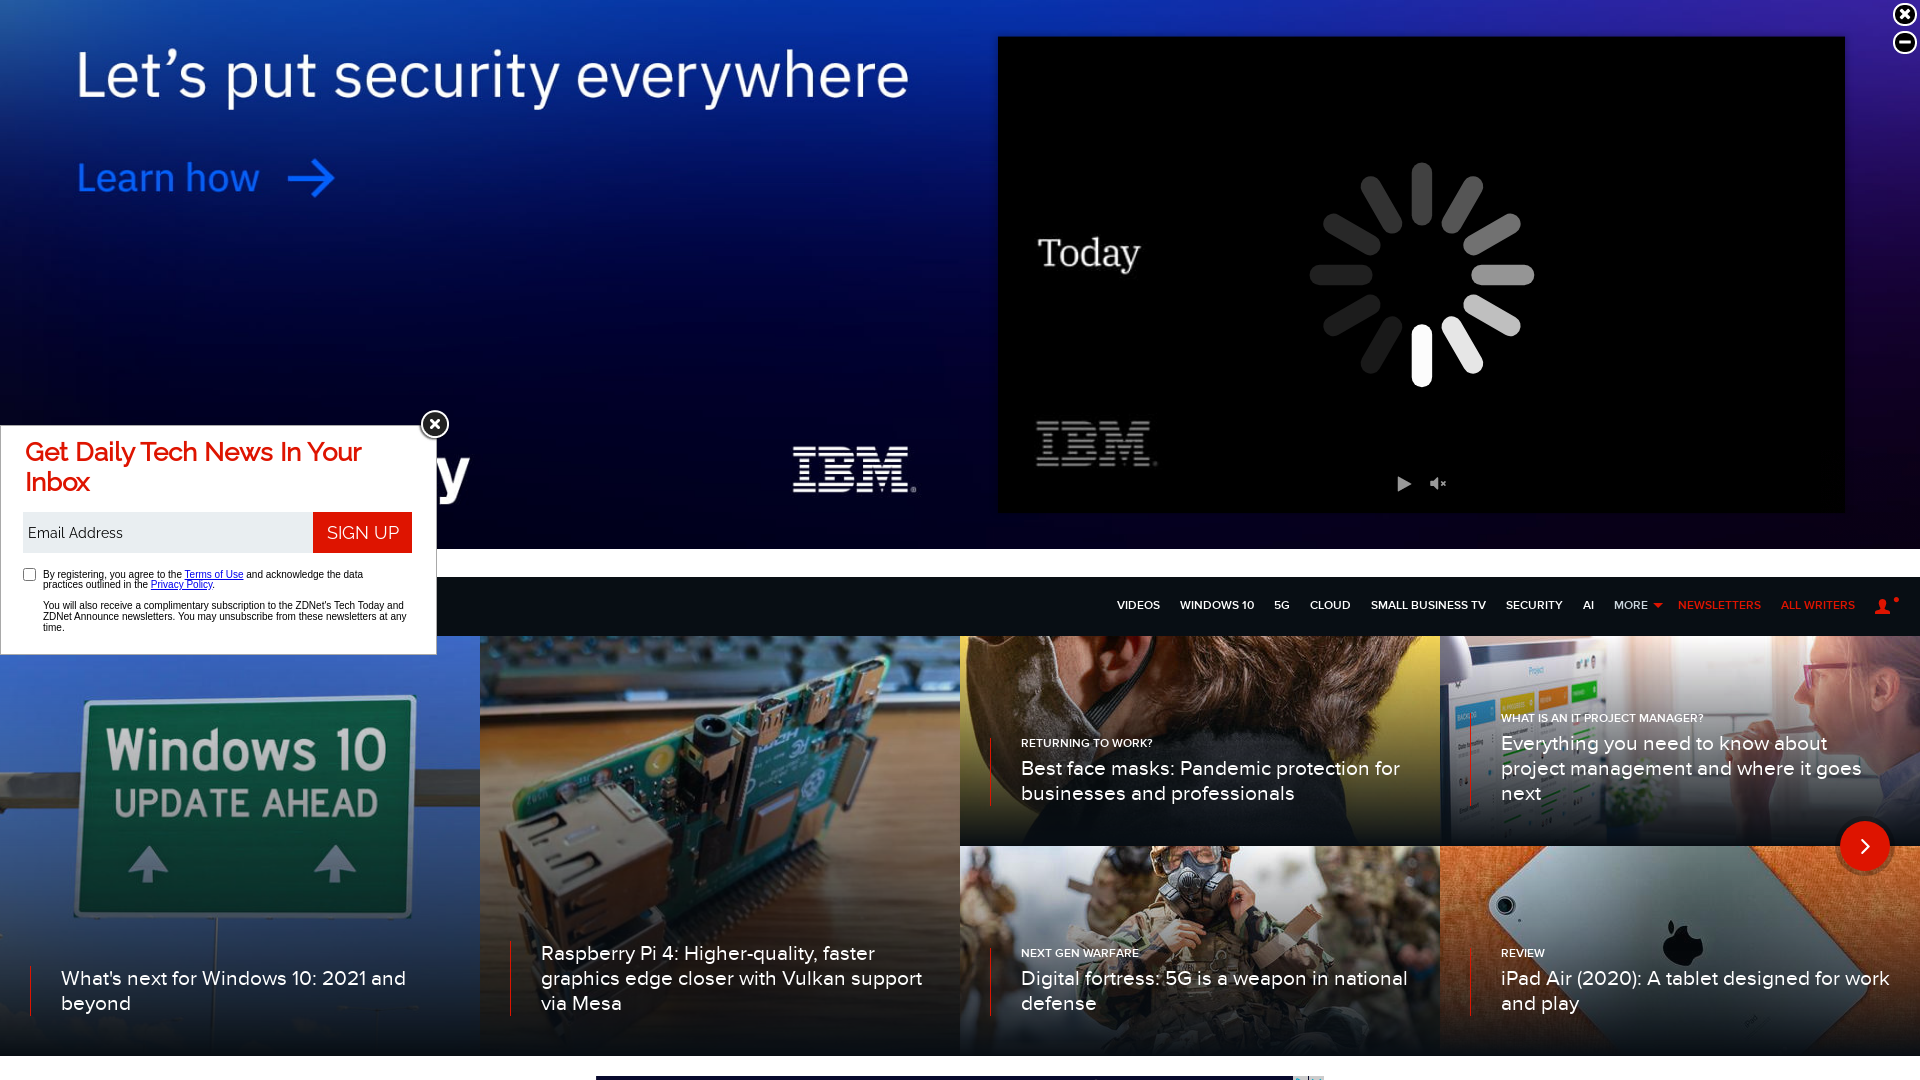 Let's put security everywhere
Learn how
Today
IBM
y
IBM
Get Daily Tech News In Your
Inbox
Email Address
SIGN UP
By registering, you agree to the Terms of Use and acknowledge the data
practices outlined in the Privacy Policy.
You will also receive a complimentary subscription to the ZDNet's Tech Today and
ZDNet Announce newsletters. You may unsubscribe from these newsletters at any
time.
VIDEOS WINDOWS 10 5G CLOUD SMALL BUSINESS TV SECURITY AI MORE NEWSLETTERS ALL WRITERS
Windows 10
UPDATE AHEAD
What's next for Windows 10: 2021 and
beyond
Raspberry Pi 4: Higher-quality, faster
graphics edge closer with Vulkan support
via Mesa
RETURNING TO WORK?
Best face masks: Pandemic protection for
businesses and professionals
Project
WHAT IS AN IT PROJECT MANAGER?
Everything you need to know about
project management and where it goes
next
NEXT GEN WARFARE
Digital fortress: 5G is a weapon in national
defense
REVIEW
iPad Air (2020): A tablet designed for work
and play